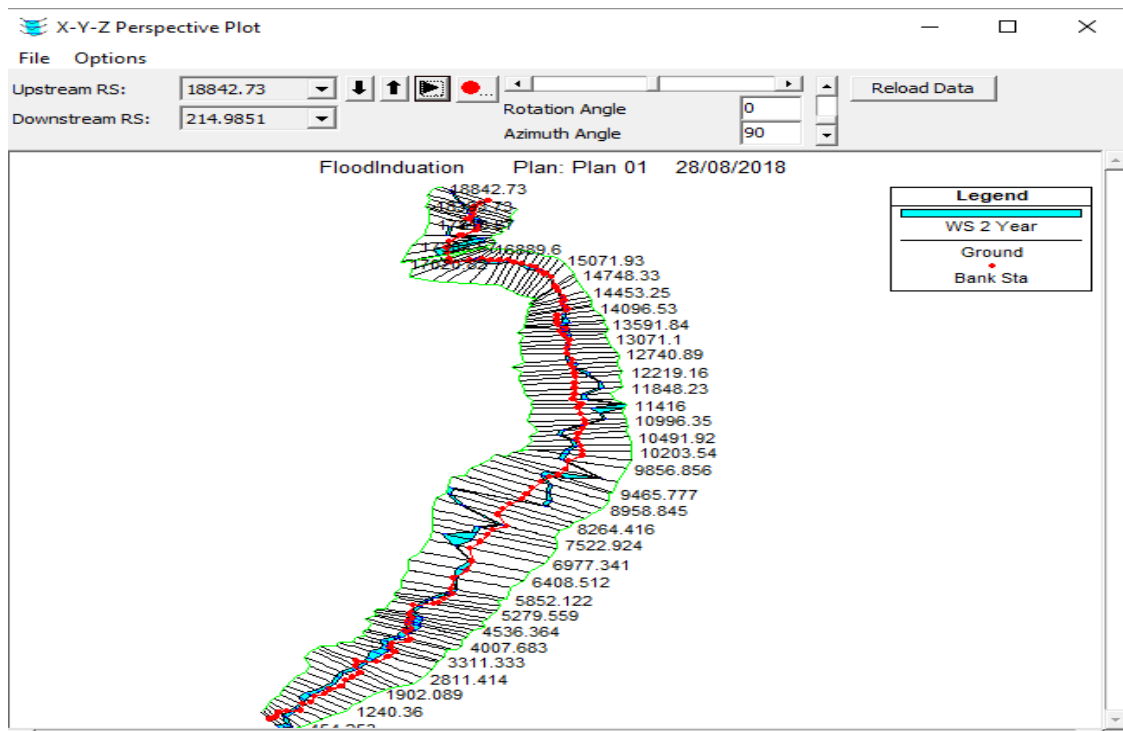 X-Y-Z Perspective Plot
File Options
Upstream RS: 18842.73
Downstream RS: 214.9851
Rotation Angle 0
Azimuth Angle 90
Reload Data
FloodInduation Plan: Plan 01 28/08/2018
Legend
WS 2 Year
Ground
Bank Sta
18842.73
16889.6
15071.93
14748.33
14453.25
14096.53
13591.84
13071.1
12740.89
12219.16
11848.23
11416
10996.35
10491.92
10203.54
9856.856
9465.777
8958.845
8264.416
7522.924
6977.341
6408.512
5852.122
5279.559
4536.364
4007.683
3311.333
2811.414
1902.089
1240.36